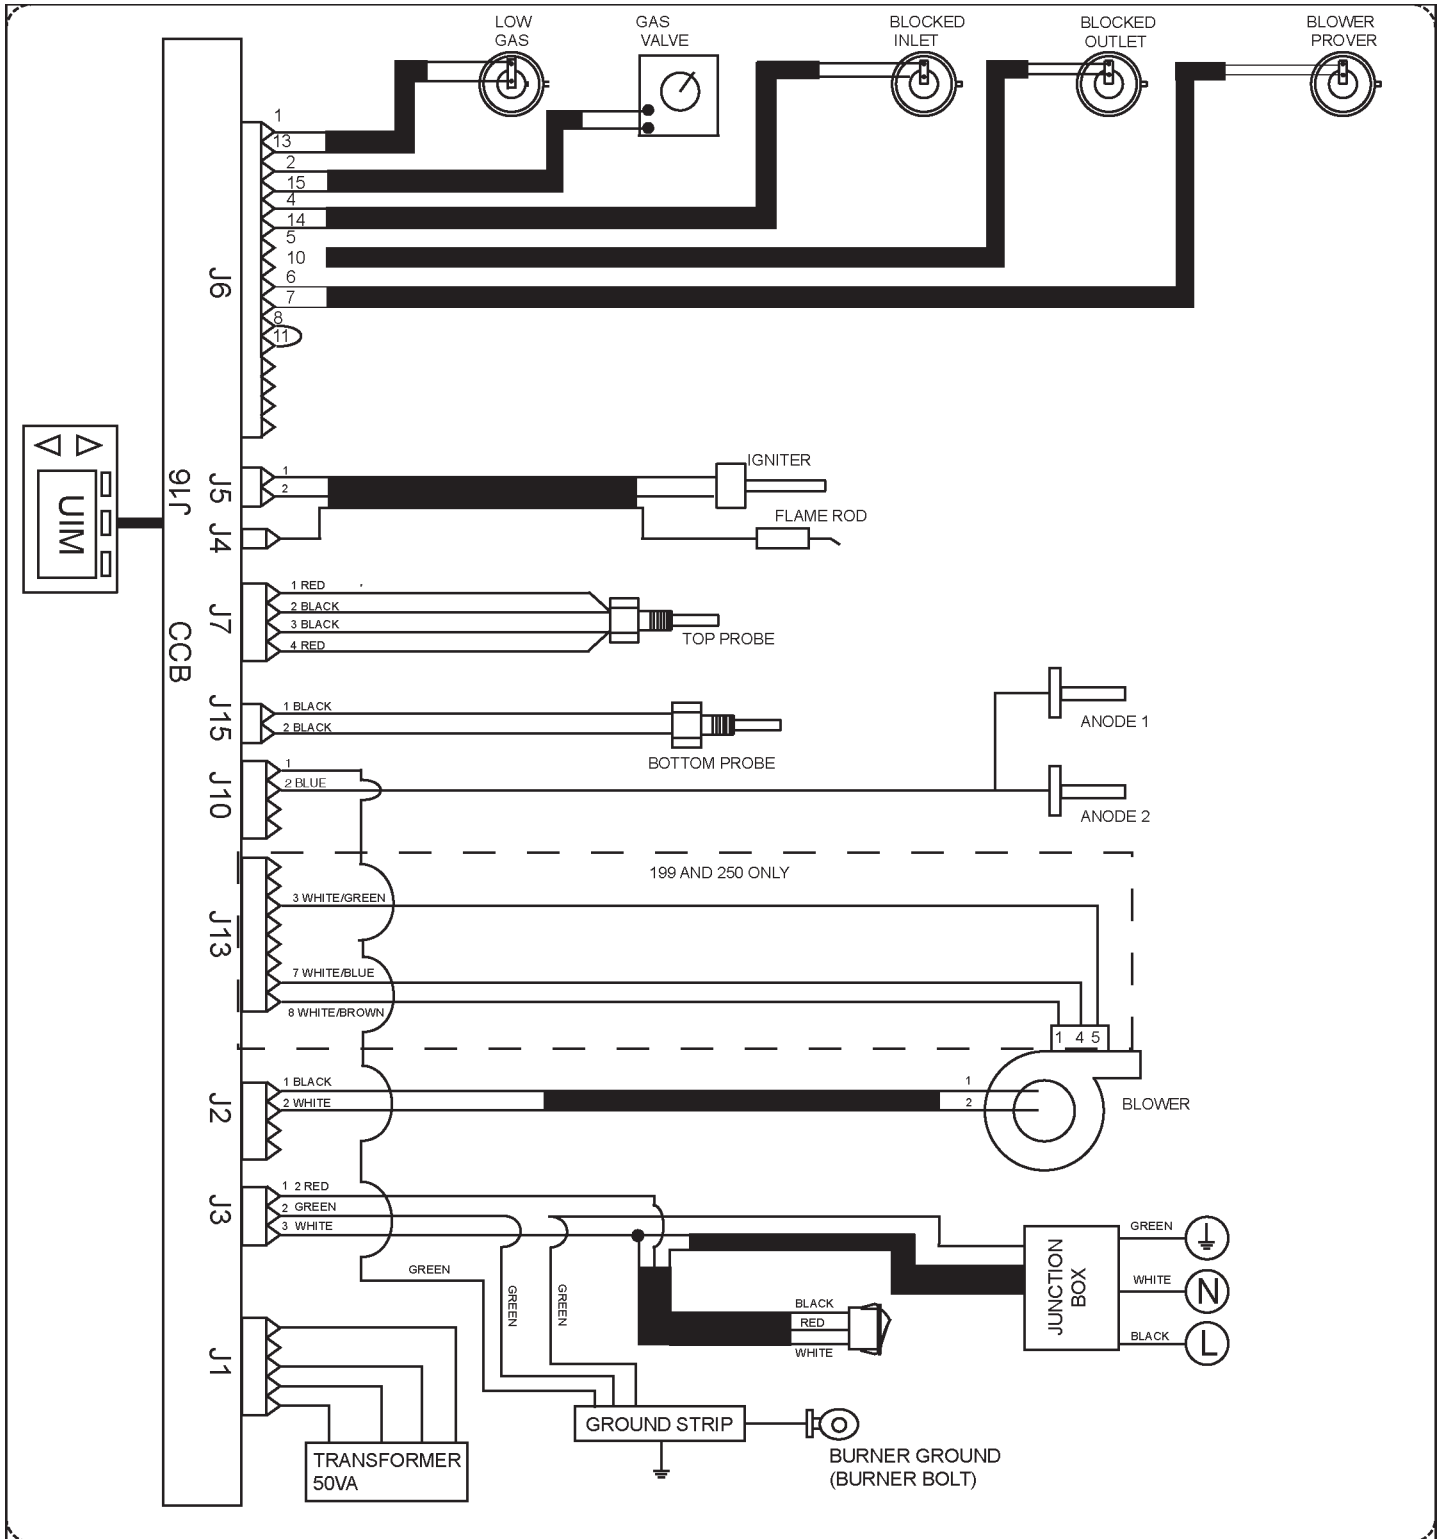 LOW
GAS
GAS
VALVE
BLOCKED
INLET
BLOCKED
OUTLET
BLOWER
PROVER
1
13
2
15
4
14
5
10
6
7
8
11
J6
UIM
J16
CCB
J5
1
2
IGNITER
J4
FLAME ROD
J7
1 RED
2 BLACK
3 BLACK
4 RED
TOP PROBE
J15
1 BLACK
2 BLACK
BOTTOM PROBE
ANODE 1
J10
1
2 BLUE
ANODE 2
199 AND 250 ONLY
J13
3 WHITE/GREEN
7 WHITE/BLUE
8 WHITE/BROWN
1 4 5
J2
1 BLACK
2 WHITE
1
2
BLOWER
J3
1 2 RED
2 GREEN
3 WHITE
GREEN
GREEN
GREEN
BLACK
RED
WHITE
JUNCTION
BOX
GREEN
WHITE
N
BLACK
L
J1
TRANSFORMER
50VA
GROUND STRIP
BURNER GROUND
(BURNER BOLT)